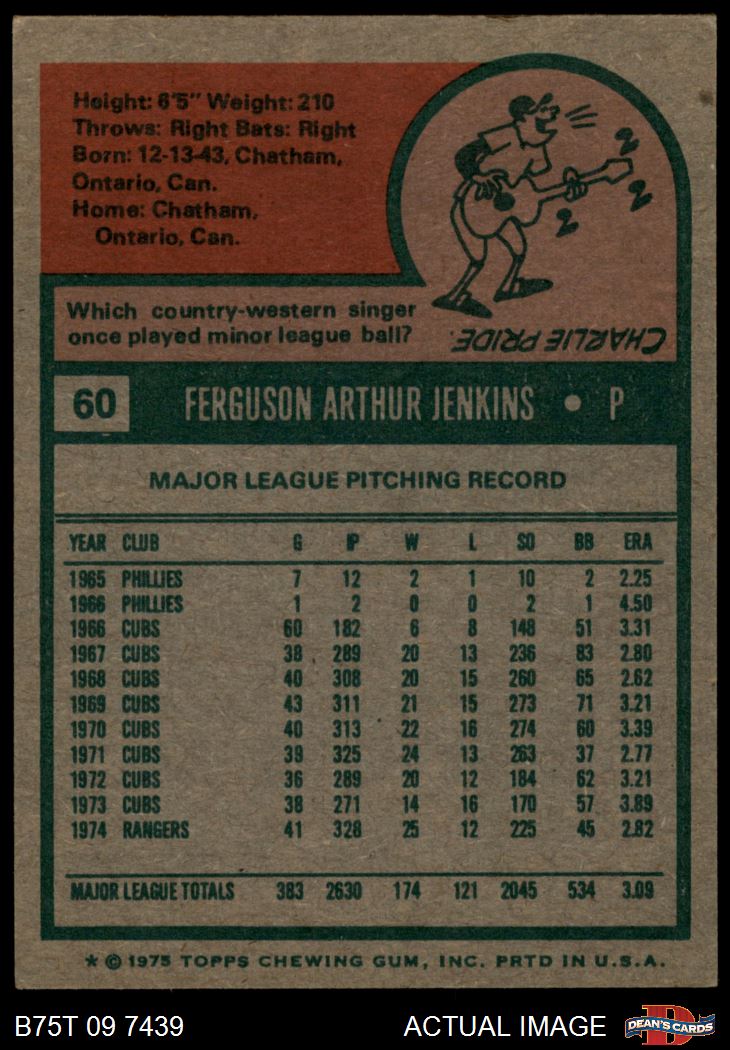 Height: 6'5" Weight: 210
Throws: Right Bats: Right
Born: 12-13-43, Chatham,
Ontario, Can.
Home: Chatham,
Ontario, Can.
Which country-western singer
once played minor league ball?
CHARLIE PRIDE.
60 FERGUSON ARTHUR JENKINS • P
MAJOR LEAGUE PITCHING RECORD
YEAR CLUB G IP W L SO BB ERA
1965 PHILLIES 7 12 2 1 10 2 2.25
1966 PHILLIES 1 2 0 0 2 1 4.50
1966 CUBS 60 182 6 8 148 51 3.31
1967 CUBS 38 289 20 13 236 83 2.80
1968 CUBS 40 308 20 15 260 65 2.62
1969 CUBS 43 311 21 15 273 71 3.21
1970 CUBS 40 313 22 16 274 60 3.39
1971 CUBS 39 325 24 13 263 37 2.77
1972 CUBS 36 289 20 12 184 62 3.21
1973 CUBS 38 271 14 16 170 57 3.89
1974 RANGERS 41 328 25 12 225 45 2.82
MAJOR LEAGUE TOTALS 383 2630 174 121 2045 534 3.09
* © 1975 TOPPS CHEWING GUM, INC. PRTD IN U.S.A.
B75T 09 7439 ACTUAL IMAGE
D
DEAN'S CARDS